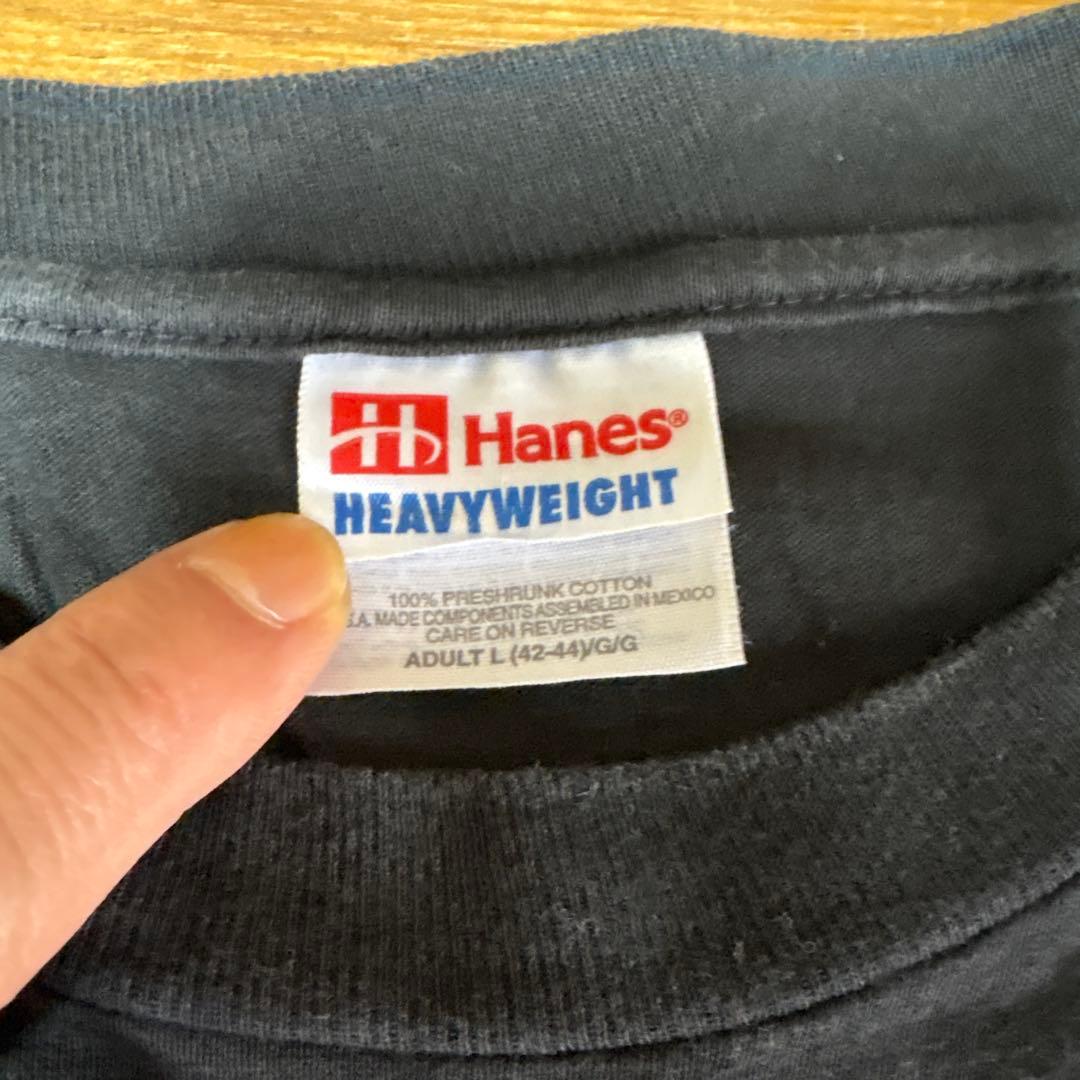 H Hanes®
HEAVYWEIGHT
100% PRESHRUNK COTTON
.A. MADE COMPONENTS ASSEMBLED IN MEXICO
CARE ON REVERSE
ADULT L (42-44)/G/G